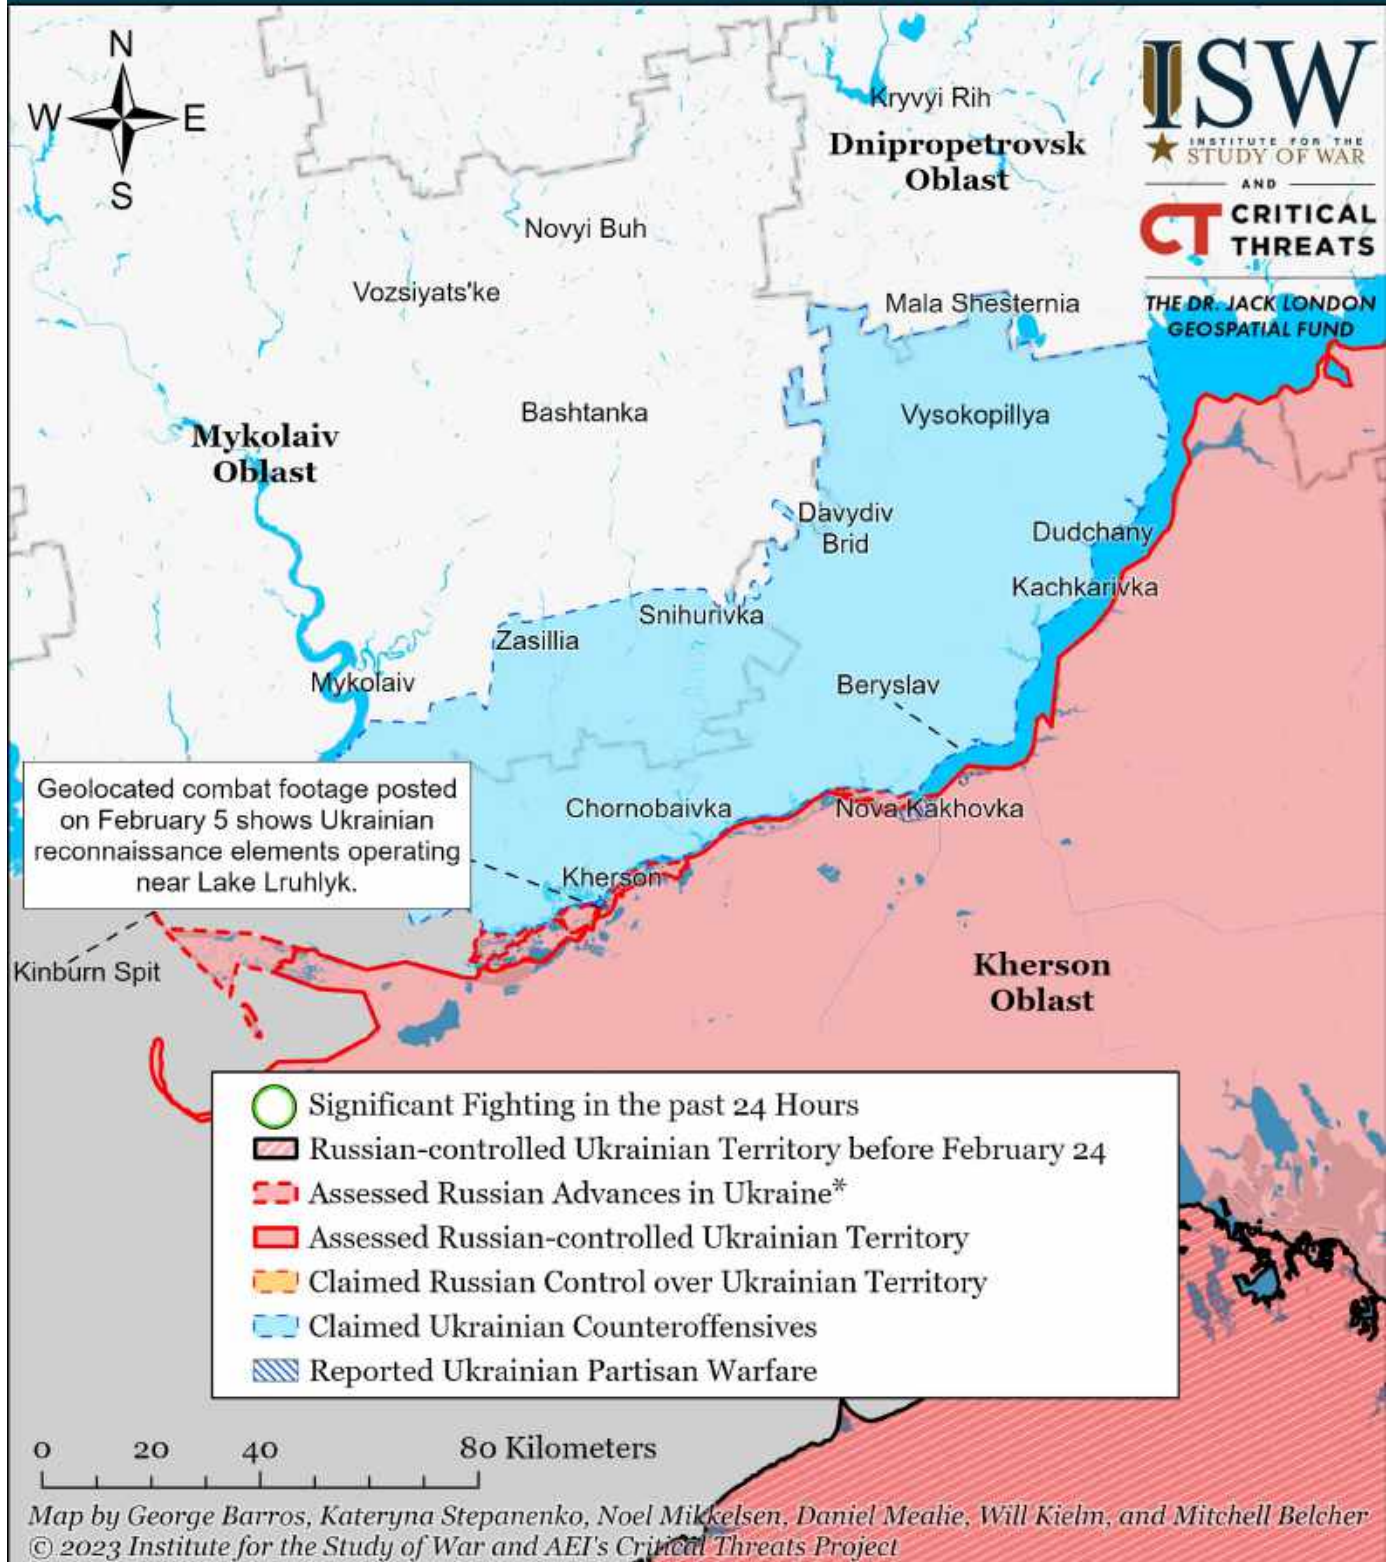 N
W E
S
ISW
INSTITUTE FOR THE
STUDY OF WAR
AND
CT CRITICAL
THREATS
THE DR. JACK LONDON
GEOSPATIAL FUND
Kryvyi Rih
Dnipropetrovsk
Oblast
Novyi Buh
Vozsiyats'ke
Mala Shesternia
Bashtanka
Vysokopillya
Mykolaiv
Oblast
Davydiv
Brid
Dudchany
Kachkarivka
Snihurivka
Zasillia
Mykolaiv
Beryslav
Geolocated combat footage posted
on February 5 shows Ukrainian
reconnaissance elements operating
near Lake Lruhlyk.
Chornobaivka
Nova Kakhovka
Kherson
Kinburn Spit
Kherson
Oblast
Significant Fighting in the past 24 Hours
Russian-controlled Ukrainian Territory before February 24
Assessed Russian Advances in Ukraine*
Assessed Russian-controlled Ukrainian Territory
Claimed Russian Control over Ukrainian Territory
Claimed Ukrainian Counteroffensives
Reported Ukrainian Partisan Warfare
0 20 40 80 Kilometers
Map by George Barros, Kateryna Stepanenko, Noel Mikkelsen, Daniel Mealie, Will Kielm, and Mitchell Belcher
© 2023 Institute for the Study of War and AEI's Critical Threats Project